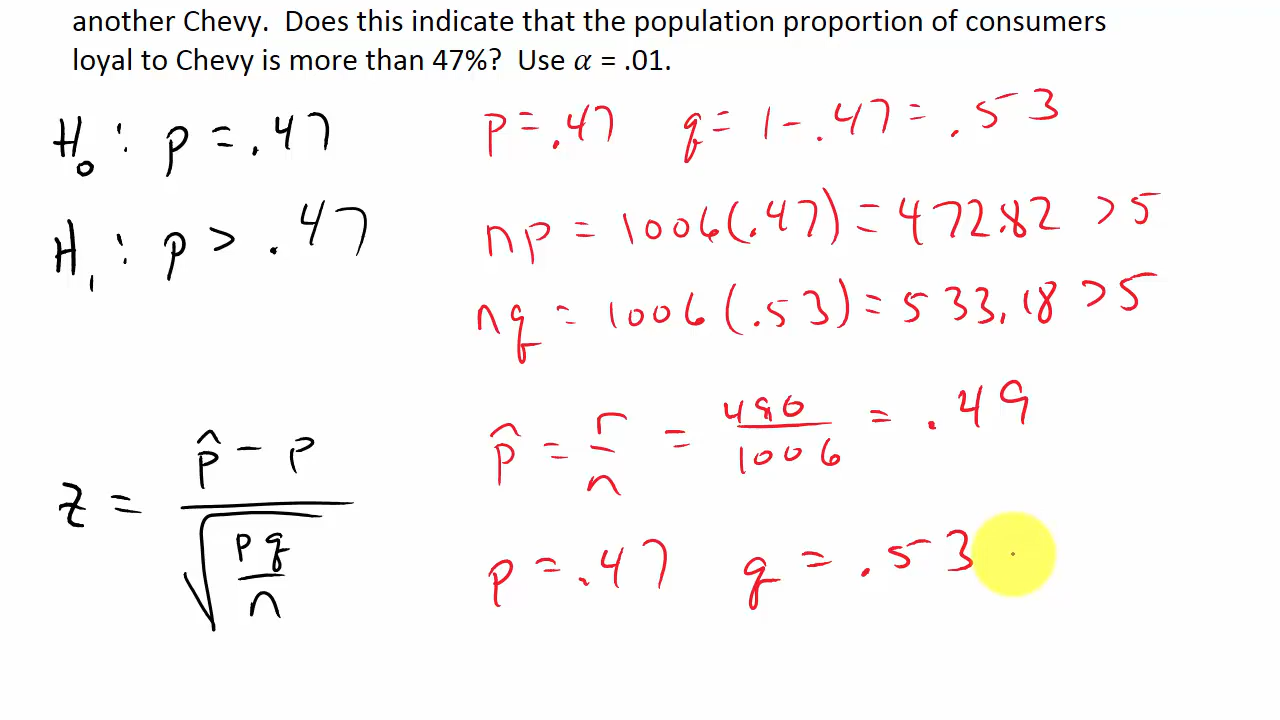 another Chevy. Does this indicate that the population proportion of consumers
loyal to Chevy is more than 47%? Use α = .01.
H₀ : p = .47
H₁ : p > .47
p = .47 q = 1 - .47 = .53
np = 1006(.47) = 472.82 > 5
nq = 1006(.53) = 533.18 > 5
p̂ = r/n = 490/1006 = .49
z = (p̂ - p)/√(pq/n)
p = .47 q = .53